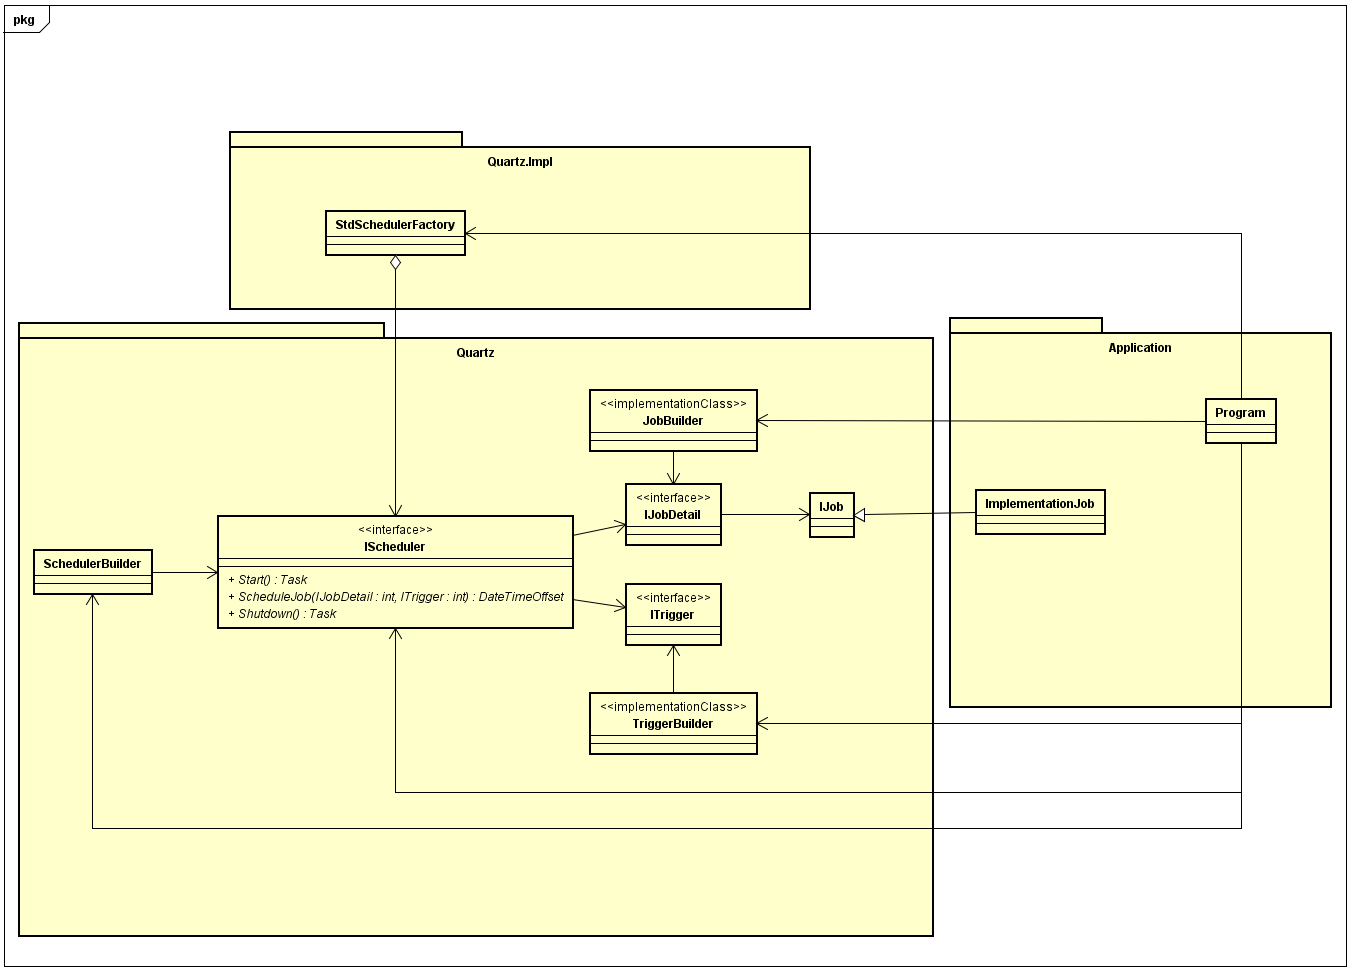 pkg
Quartz.Impl
StdSchedulerFactory
Quartz
Application
<<implementationClass>>
JobBuilder
Program
<<interface>>
IJobDetail
IJob
ImplementationJob
<<interface>>
IScheduler
SchedulerBuilder
+ Start() : Task
+ ScheduleJob(IJobDetail : int, ITrigger : int) : DateTimeOffset
+ Shutdown() : Task
<<interface>>
ITrigger
<<implementationClass>>
TriggerBuilder